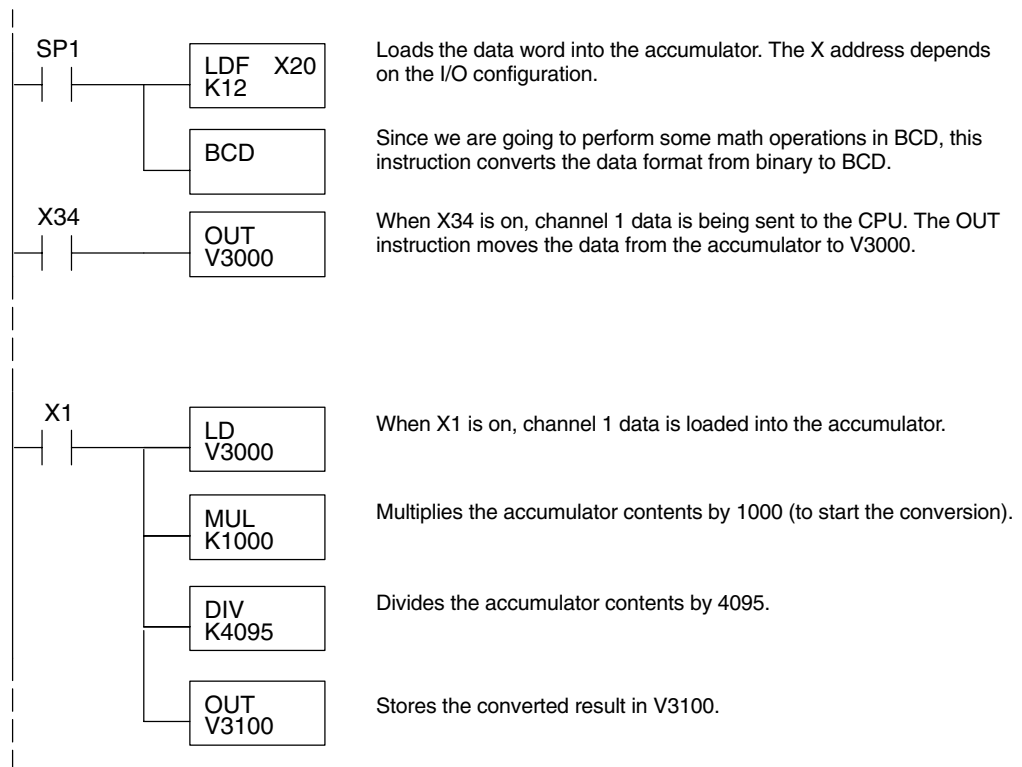 SP1
LDF X20
K12
Loads the data word into the accumulator. The X address depends
on the I/O configuration.
BCD
Since we are going to perform some math operations in BCD, this
instruction converts the data format from binary to BCD.
X34
OUT
V3000
When X34 is on, channel 1 data is being sent to the CPU. The OUT
instruction moves the data from the accumulator to V3000.
X1
LD
V3000
When X1 is on, channel 1 data is loaded into the accumulator.
MUL
K1000
Multiplies the accumulator contents by 1000 (to start the conversion).
DIV
K4095
Divides the accumulator contents by 4095.
OUT
V3100
Stores the converted result in V3100.